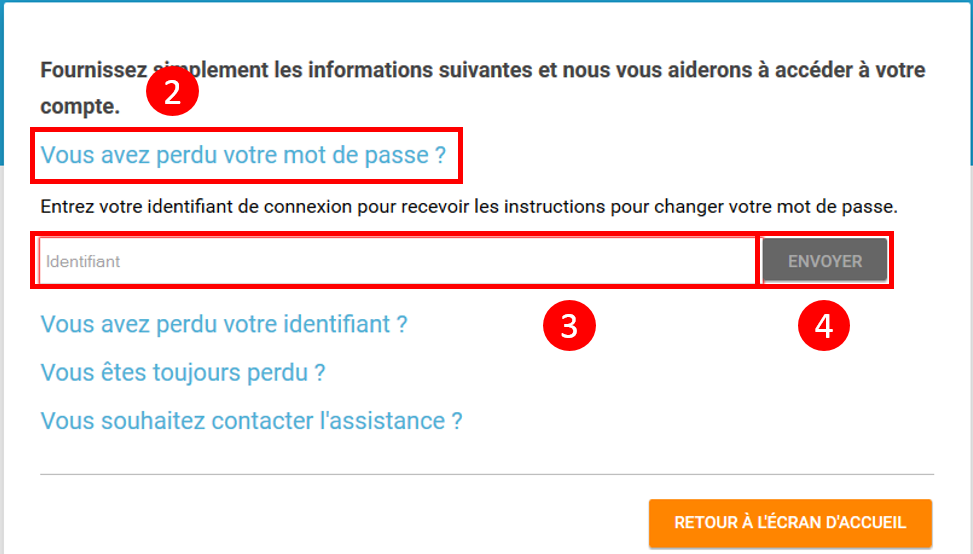 Fournissez simplement les informations suivantes et nous vous aiderons à accéder à votre
compte.
2
Vous avez perdu votre mot de passe ?
Entrez votre identifiant de connexion pour recevoir les instructions pour changer votre mot de passe.
Identifiant
ENVOYER
3
4
Vous avez perdu votre identifiant ?
Vous êtes toujours perdu ?
Vous souhaitez contacter l'assistance ?
RETOUR À L'ÉCRAN D'ACCUEIL